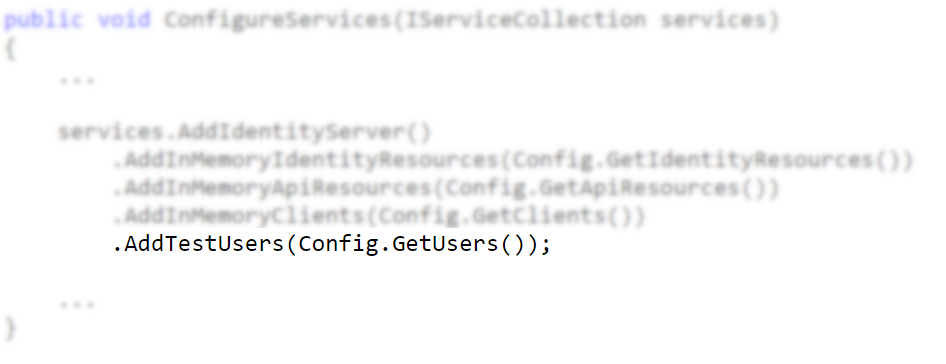 public void ConfigureServices(IServiceCollection services)
{
...
services.AddIdentityServer()
.AddInMemoryIdentityResources(Config.GetIdentityResources())
.AddInMemoryApiResources(Config.GetApiResources())
.AddInMemoryClients(Config.GetClients())
.AddTestUsers(Config.GetUsers());
...
}